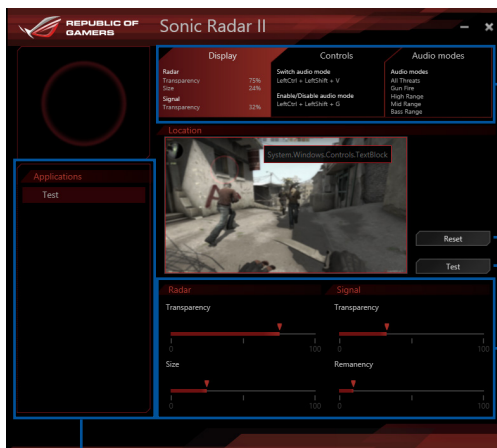 REPUBLIC OF
GAMERS
Sonic Radar II
Display
Controls
Audio modes
Radar
Transparency 75%
Size 24%
Signal
Transparency 32%
Switch audio mode
LeftCtrl + LeftShift + V
Enable/Disable audio mode
LeftCtrl + LeftShift + G
Audio modes
All Threats
Gun Fire
High Range
Mid Range
Bass Range
Location
System.Windows.Controls.TextBlock
Applications
Test
Reset
Test
Radar
Signal
Transparency
Transparency
0 I 100
0 I 100
Size
Remanency
0 I 100
0 I 100